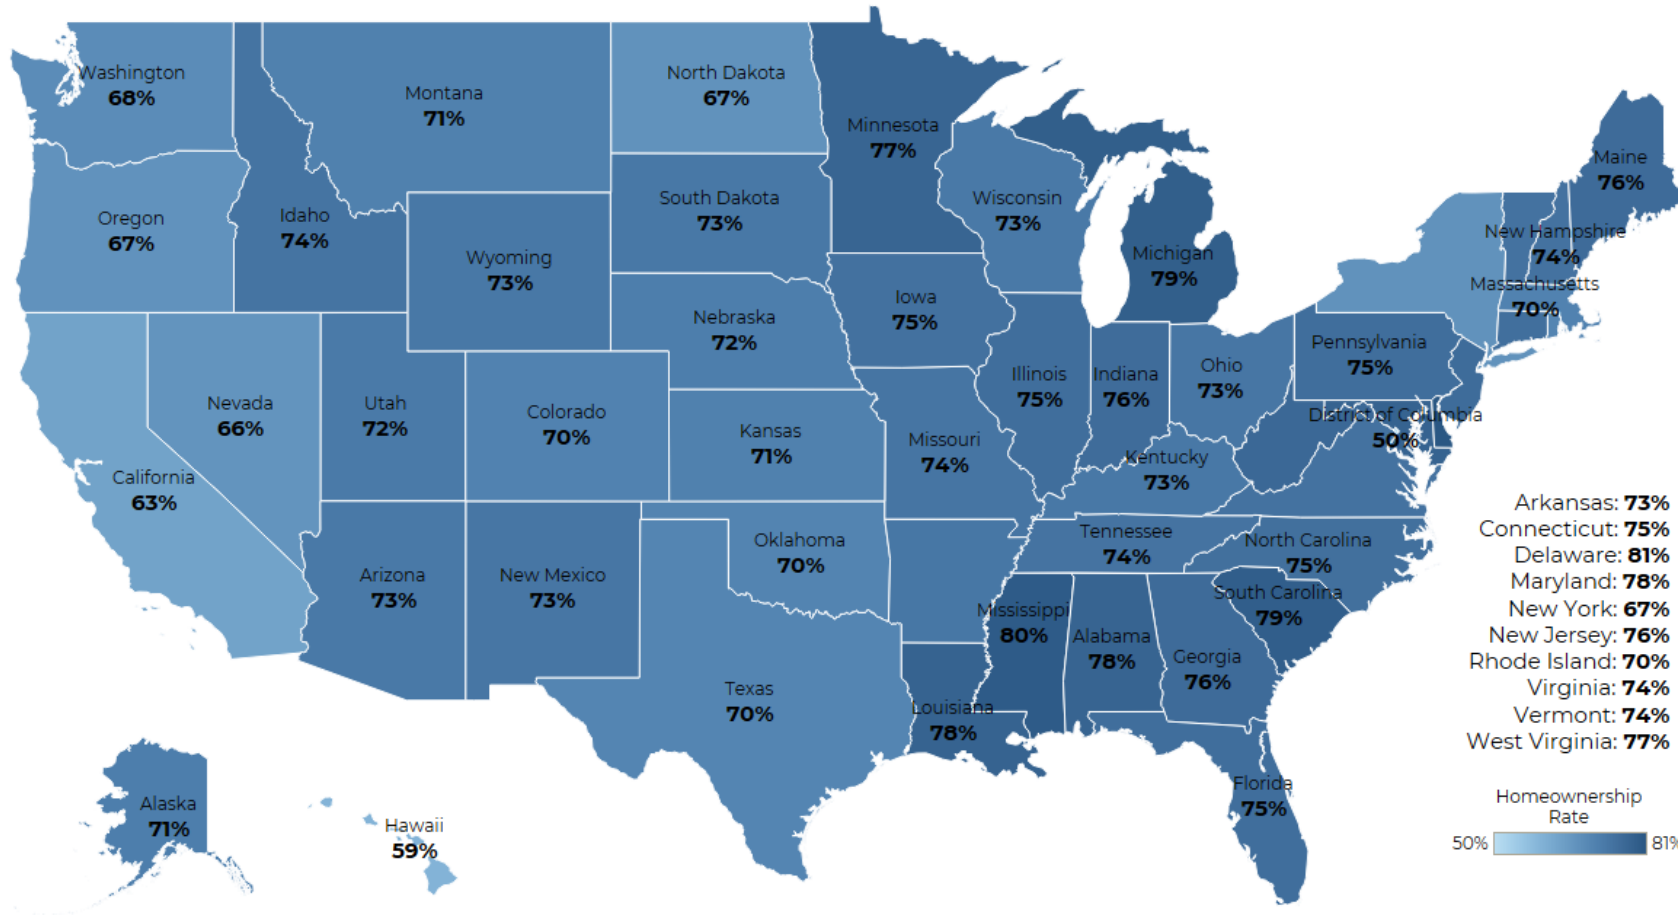 Washington
68%
Montana
71%
North Dakota
67%
Minnesota
77%
Maine
76%
Oregon
67%
Idaho
74%
Wyoming
73%
South Dakota
73%
Wisconsin
73%
Michigan
79%
New Hampshire
74%
Massachusetts
70%
Iowa
75%
Nebraska
72%
Pennsylvania
75%
Ohio
73%
Illinois
75%
Indiana
76%
Nevada
66%
Utah
72%
Colorado
70%
Kansas
71%
Missouri
74%
Kentucky
73%
District of Columbia
50%
California
63%
Arizona
73%
New Mexico
73%
Oklahoma
70%
Tennessee
74%
North Carolina
75%
South Carolina
79%
Mississippi
80%
Alabama
78%
Georgia
76%
Texas
70%
Louisiana
78%
Florida
75%
Alaska
71%
Hawaii
59%
Arkansas: 73%
Connecticut: 75%
Delaware: 81%
Maryland: 78%
New York: 67%
New Jersey: 76%
Rhode Island: 70%
Virginia: 74%
Vermont: 74%
West Virginia: 77%
Homeownership
Rate
50% 81%